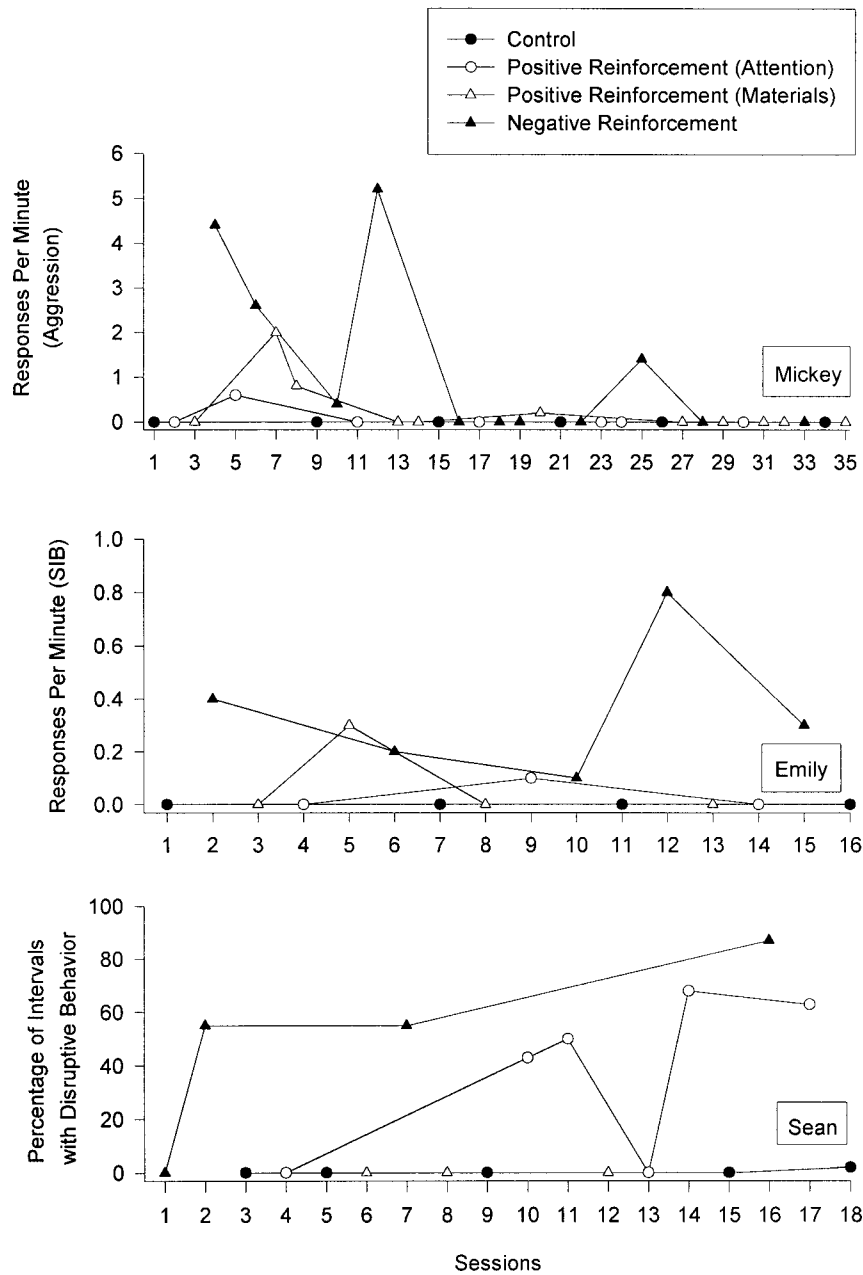 Control
Positive Reinforcement (Attention)
Positive Reinforcement (Materials)
Negative Reinforcement
Responses Per Minute
(Aggression)
6
5
4
3
2
1
0
Mickey
1 3 5 7 9 11 13 15 17 19 21 23 25 27 29 31 33 35
Responses Per Minute (SIB)
1.0
0.8
0.6
0.4
0.2
0.0
Emily
1 2 3 4 5 6 7 8 9 10 11 12 13 14 15 16
Percentage of Intervals
with Disruptive Behavior
100
80
60
40
20
0
Sean
1 2 3 4 5 6 7 8 9 10 11 12 13 14 15 16 17 18
Sessions